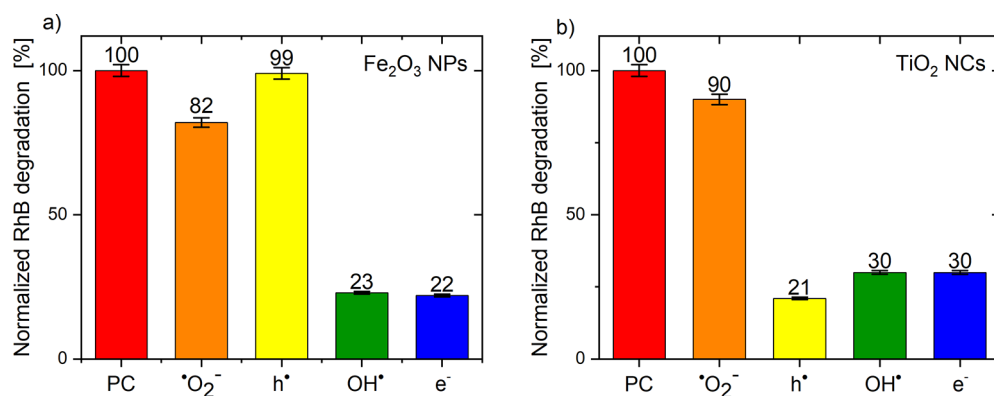 a)
Normalized RhB degradation [%]
Fe₂O₃ NPs
100
82
99
23
22
100
50
0
PC
•O₂⁻
h•
OH•
e⁻
b)
Normalized RhB degradation [%]
TiO₂ NCs
100
90
21
30
30
100
50
0
PC
•O₂⁻
h•
OH•
e⁻